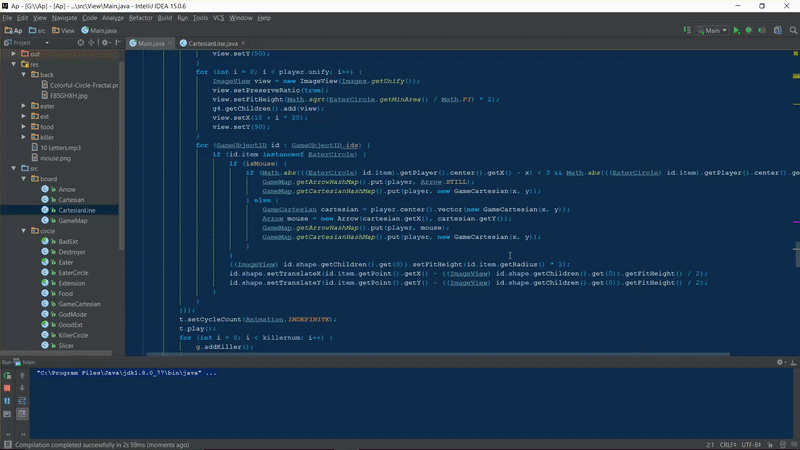 Ap - [G:\\Ap] - ...\src\View\Main.java - IntelliJ IDEA 15.0.6
File Edit View Navigate Code Analyze Refactor Build Run Tools VCS Window Help
Ap src View Main.java Main
Project Main.java CartesianLine.java
out
res
back
Colorful-Circle-Fractal.pr
F85GHXH.jpg
eater
ext
food
killer
10 Letters.mp3
mouse.png
src
board
Arrow
Cartesian
CartesianLine
GameMap
circle
BadExt
Destroyer
Eater
EaterCircle
Extension
Food
GameCartesian
GodMode
GoodExt
KillerCircle
Slicer
view.setY(50);
}
for (int i = 0; i < player.unify; i++) {
ImageView view = new ImageView(Images.getUnify());
view.setPreserveRatio(true);
view.setFitHeight(Math.sqrt(EaterCircle.getMinArea() / Math.PI) * 2);
g4.getChildren().add(view);
view.setX(10 + i * 20);
view.setY(90);
}
for (GameObjectID id : GameObjectID.ids) {
if (id.item instanceof EaterCircle) {
if (isMouse) {
if (Math.abs(((EaterCircle) id.item).getPlayer().center().getX() - x) < 3 && Math.abs(((EaterCircle) id.item).getPlayer().center().ge
GameMap.getArrowHashMap().put(player, Arrow.STILL);
GameMap.getCartesianHashMap().put(player, new GameCartesian(x, y));
} else {
GameCartesian cartesian = player.center().vector(new GameCartesian(x, y));
Arrow mouse = new Arrow(cartesian.getX(), cartesian.getY());
GameMap.getArrowHashMap().put(player, mouse);
GameMap.getCartesianHashMap().put(player, new GameCartesian(x, y));
}
}
((ImageView) id.shape.getChildren().get(0)).setFitHeight(id.item.getRadius() * 2);
id.shape.setTranslateX(id.item.getPoint().getX() - ((ImageView) id.shape.getChildren().get(0)).getFitHeight() / 2);
id.shape.setTranslateY(id.item.getPoint().getY() - ((ImageView) id.shape.getChildren().get(0)).getFitHeight() / 2);
}
}
}));
t.setCycleCount(Animation.INDEFINITE);
t.play();
for (int i = 0; i < killernum; i++) {
g.addKiller();
Run Main
"C:\Program Files\Java\jdk1.8.0_77\bin\java" ...
Compilation completed successfully in 2s 59ms (moments ago) 2:1 CRLF UTF-8